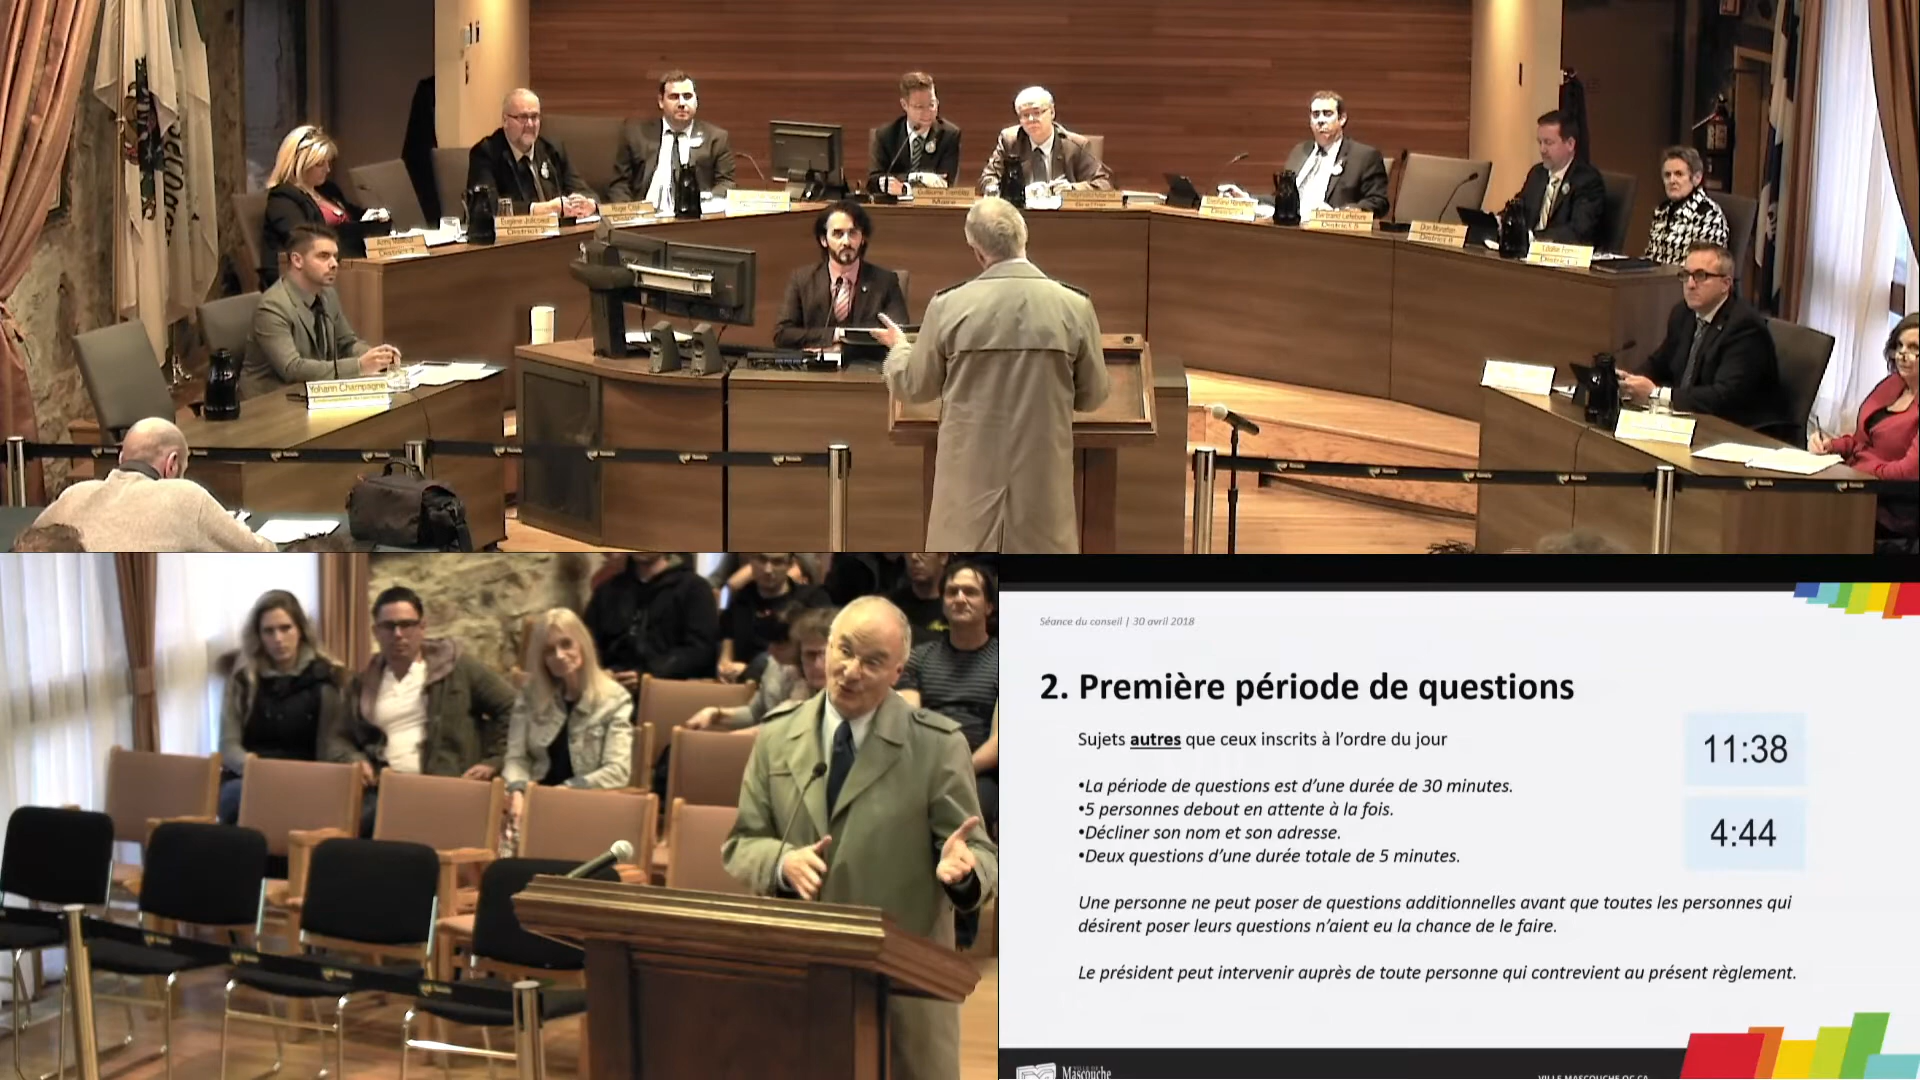 Maire
Yohann Champagne
Séance du conseil | 30 avril 2018
2. Première période de questions
Sujets autres que ceux inscrits à l'ordre du jour
11:38
•La période de questions est d'une durée de 30 minutes.
•5 personnes debout en attente à la fois.
4:44
•Décliner son nom et son adresse.
•Deux questions d'une durée totale de 5 minutes.
Une personne ne peut poser de questions additionnelles avant que toutes les personnes qui
désirent poser leurs questions n'aient eu la chance de le faire.
Le président peut intervenir auprès de toute personne qui contrevient au présent règlement.
Mascouche
VILLE.MASCOUCHE.QC.CA